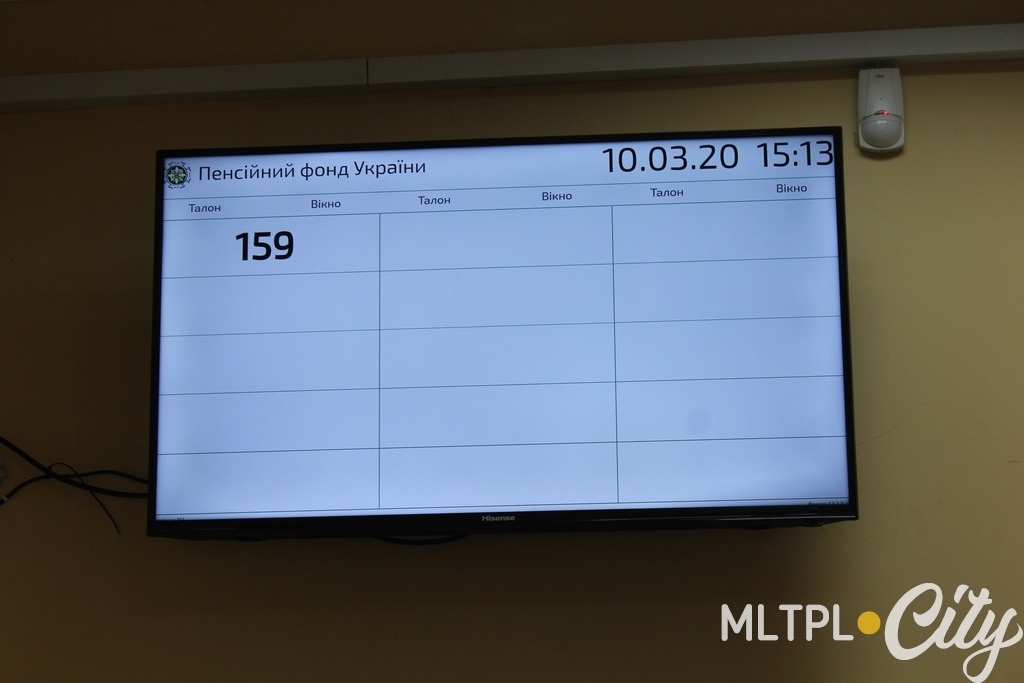 Пенсійний фонд України 10.03.20 15:13
Талон Вікно Талон Вікно Талон Вікно
159
Hisense
MLTPL City